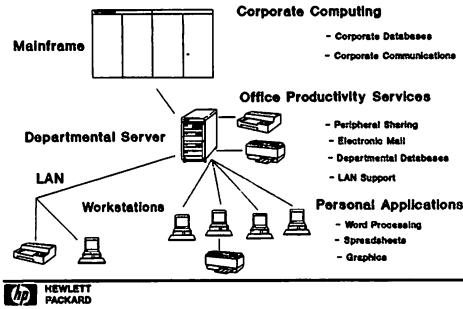 Corporate Computing
- Corporate Databases
- Corporate Communications
Mainframe
Office Productivity Services
Departmental Server
- Peripheral Sharing
- Electronic Mail
- Departmental Databases
- LAN Support
LAN
Workstations
Personal Applications
- Word Processing
- Spreadsheets
- Graphics
hp HEWLETT
PACKARD